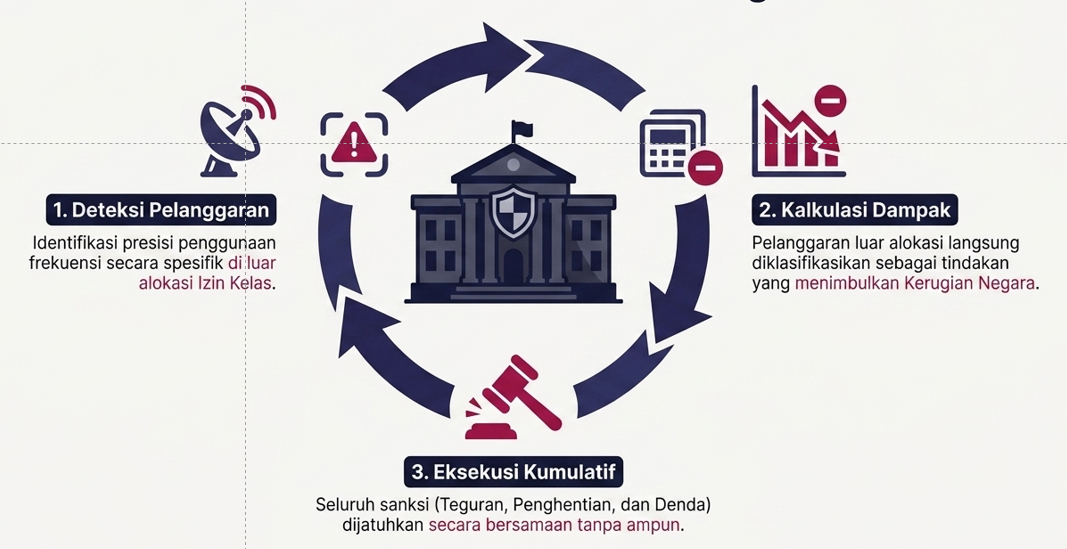 1. Deteksi Pelanggaran
Identifikasi presisi penggunaan
frekuensi secara spesifik di luar
alokasi Izin Kelas.
2. Kalkulasi Dampak
Pelanggaran luar alokasi langsung
diklasifikasikan sebagai tindakan
yang menimbulkan Kerugian Negara.
3. Eksekusi Kumulatif
Seluruh sanksi (Teguran, Penghentian, dan Denda)
dijatuhkan secara bersamaan tanpa ampun.